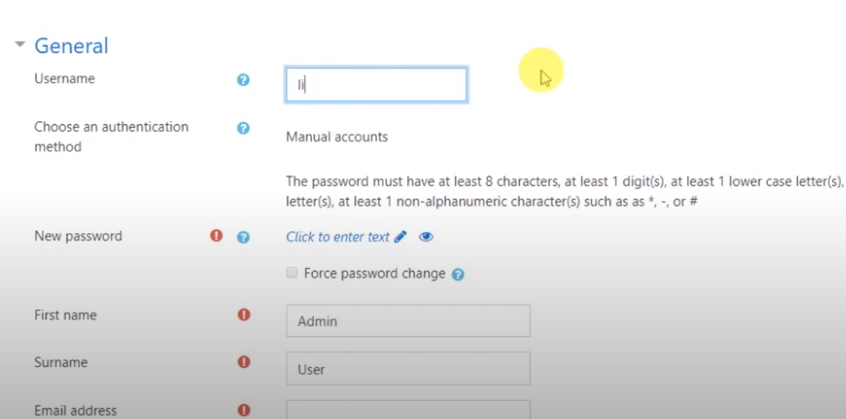 General
Username
li
Choose an authentication
method
Manual accounts
The password must have at least 8 characters, at least 1 digit(s), at least 1 lower case letter(s),
letter(s), at least 1 non-alphanumeric character(s) such as as *, -, or #
New password
Click to enter text
Force password change
First name
Admin
Surname
User
Email address